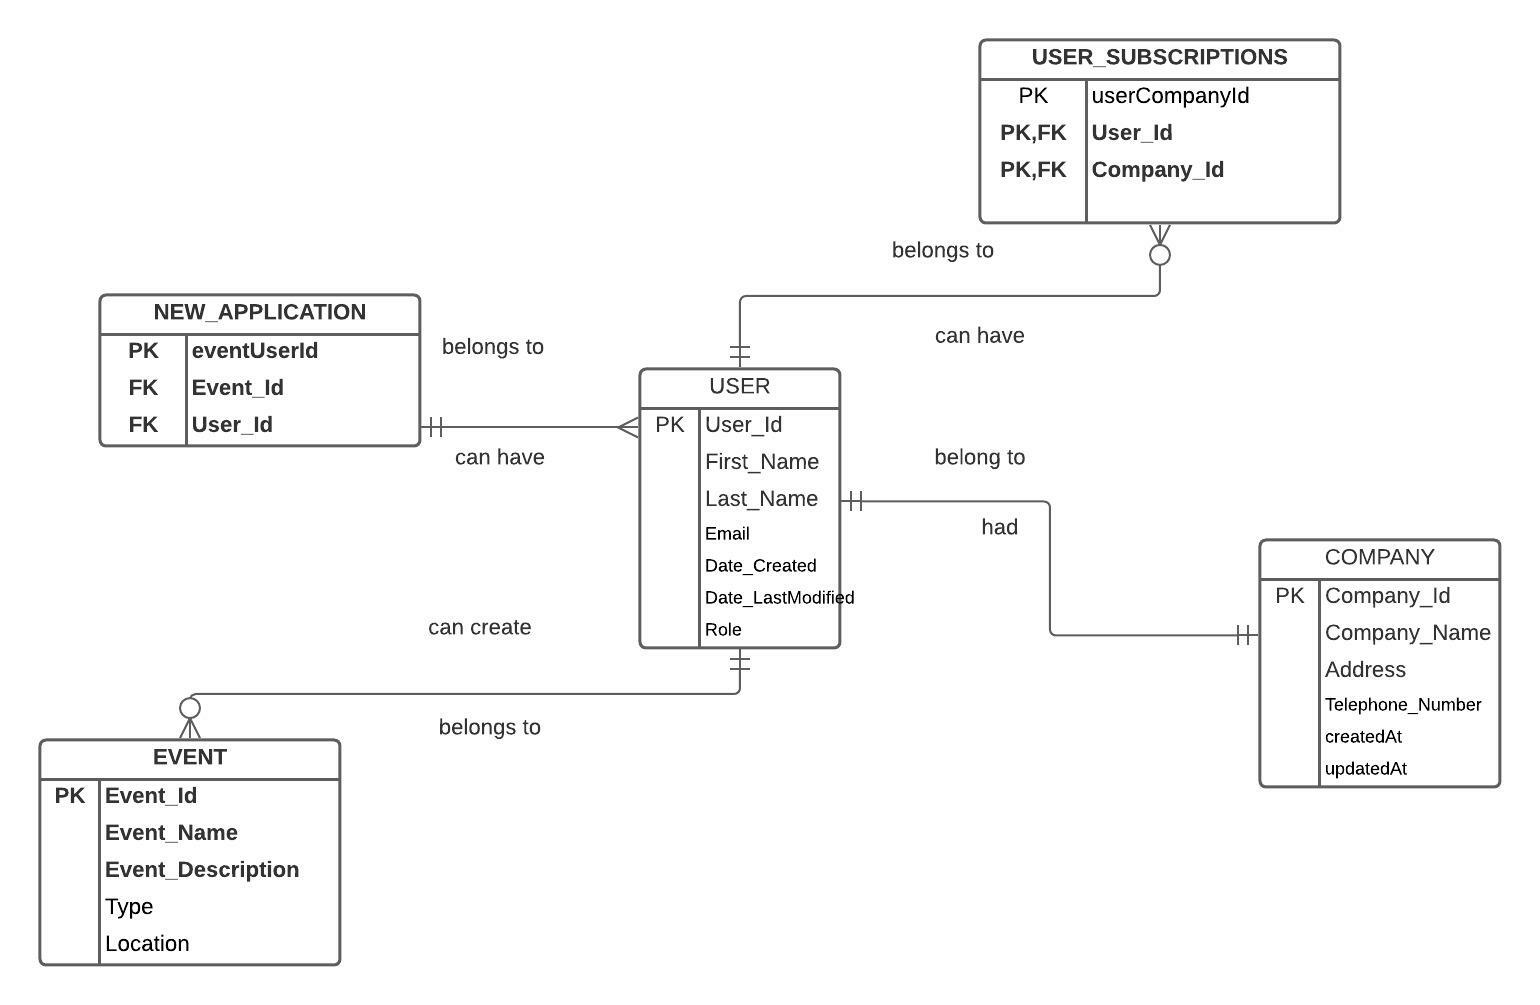 USER_SUBSCRIPTIONS
PK userCompanyId
PK,FK User_Id
PK,FK Company_Id
belongs to
can have
NEW_APPLICATION
PK eventUserId
FK Event_Id
FK User_Id
belongs to
can have
USER
PK User_Id
First_Name
Last_Name
Email
Date_Created
Date_LastModified
Role
belong to
had
COMPANY
PK Company_Id
Company_Name
Address
Telephone_Number
createdAt
updatedAt
can create
belongs to
EVENT
PK Event_Id
Event_Name
Event_Description
Type
Location